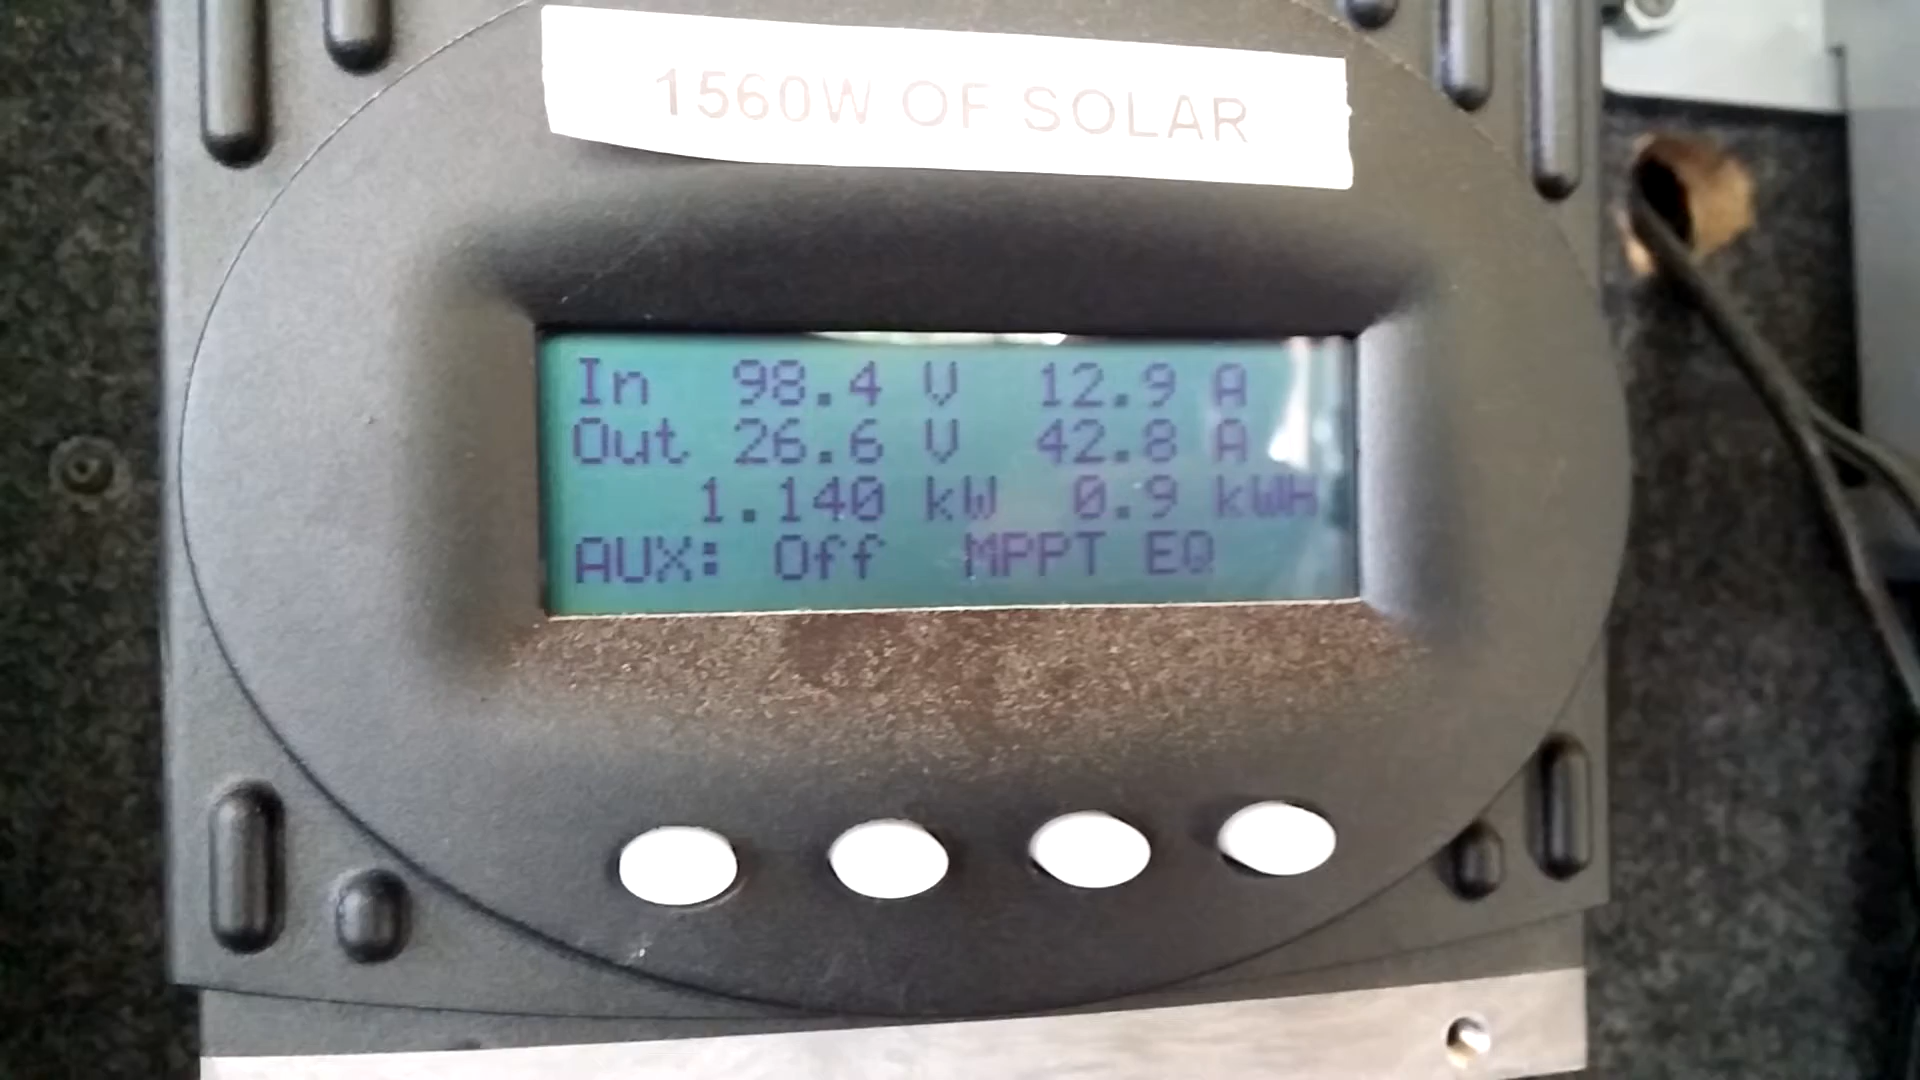 1560W OF SOLAR
In 98.4 V 12.9 A
Out 26.6 V 42.8 A
1.140 kW 0.9 kWH
AUX: Off MPPT EQ